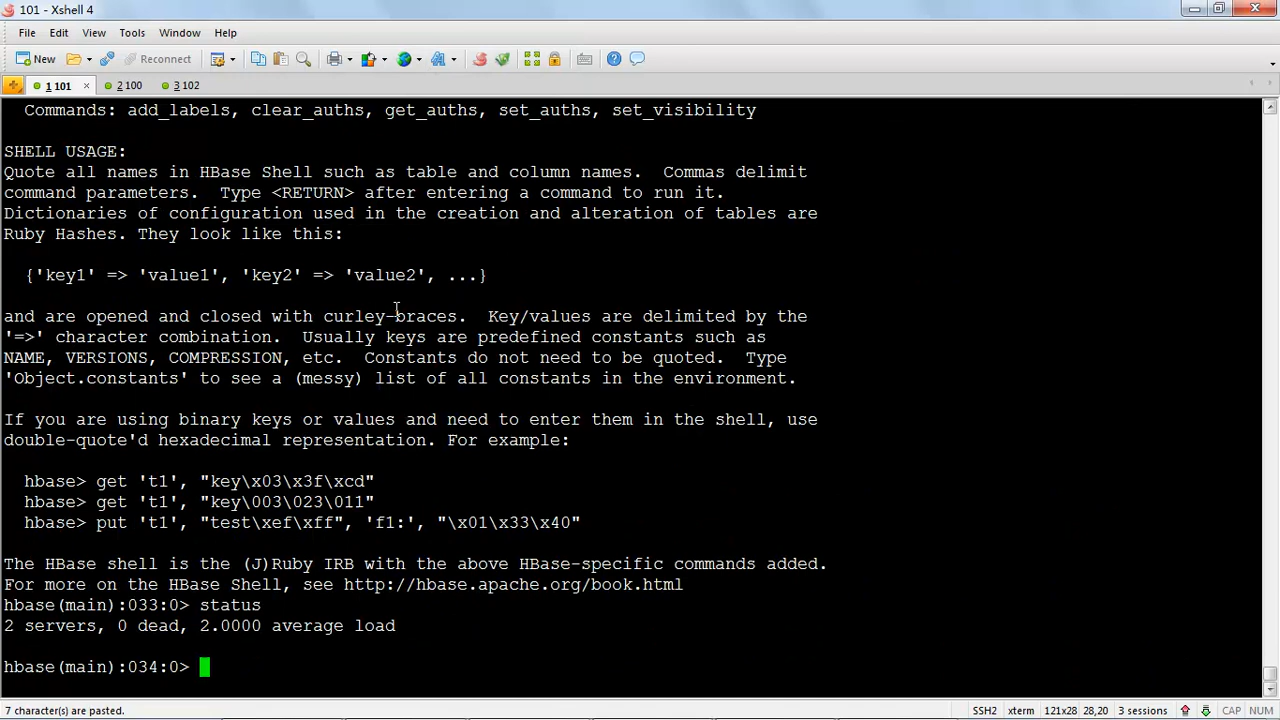 101 - Xshell 4
File Edit View Tools Window Help
New Reconnect
1 101 2 100 3 102
Commands: add_labels, clear_auths, get_auths, set_auths, set_visibility
SHELL USAGE:
Quote all names in HBase Shell such as table and column names.  Commas delimit
command parameters.  Type <RETURN> after entering a command to run it.
Dictionaries of configuration used in the creation and alteration of tables are
Ruby Hashes. They look like this:
{'key1' => 'value1', 'key2' => 'value2', ...}
and are opened and closed with curley-braces.  Key/values are delimited by the
'=>' character combination.  Usually keys are predefined constants such as
NAME, VERSIONS, COMPRESSION, etc.  Constants do not need to be quoted.  Type
'Object.constants' to see a (messy) list of all constants in the environment.
If you are using binary keys or values and need to enter them in the shell, use
double-quote'd hexadecimal representation. For example:
hbase> get 't1', "key\x03\x3f\xcd"
hbase> get 't1', "key\003\023\011"
hbase> put 't1', "test\xef\xff", 'f1:', "\x01\x33\x40"
The HBase shell is the (J)Ruby IRB with the above HBase-specific commands added.
For more on the HBase Shell, see http://hbase.apache.org/book.html
hbase(main):033:0> status
2 servers, 0 dead, 2.0000 average load
hbase(main):034:0>
7 character(s) are pasted. SSH2 xterm 121x28 28,20 3 sessions CAP NUM